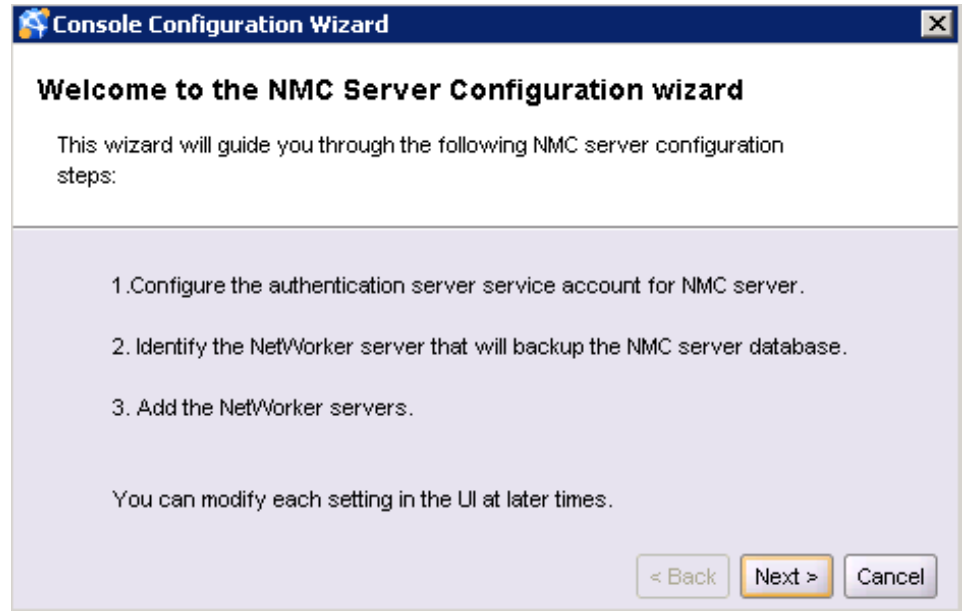 Console Configuration Wizard
Welcome to the NMC Server Configuration wizard
This wizard will guide you through the following NMC server configuration
steps:
1.Configure the authentication server service account for NMC server.
2. Identify the NetWorker server that will backup the NMC server database.
3. Add the NetWorker servers.
You can modify each setting in the UI at later times.
< Back Next > Cancel